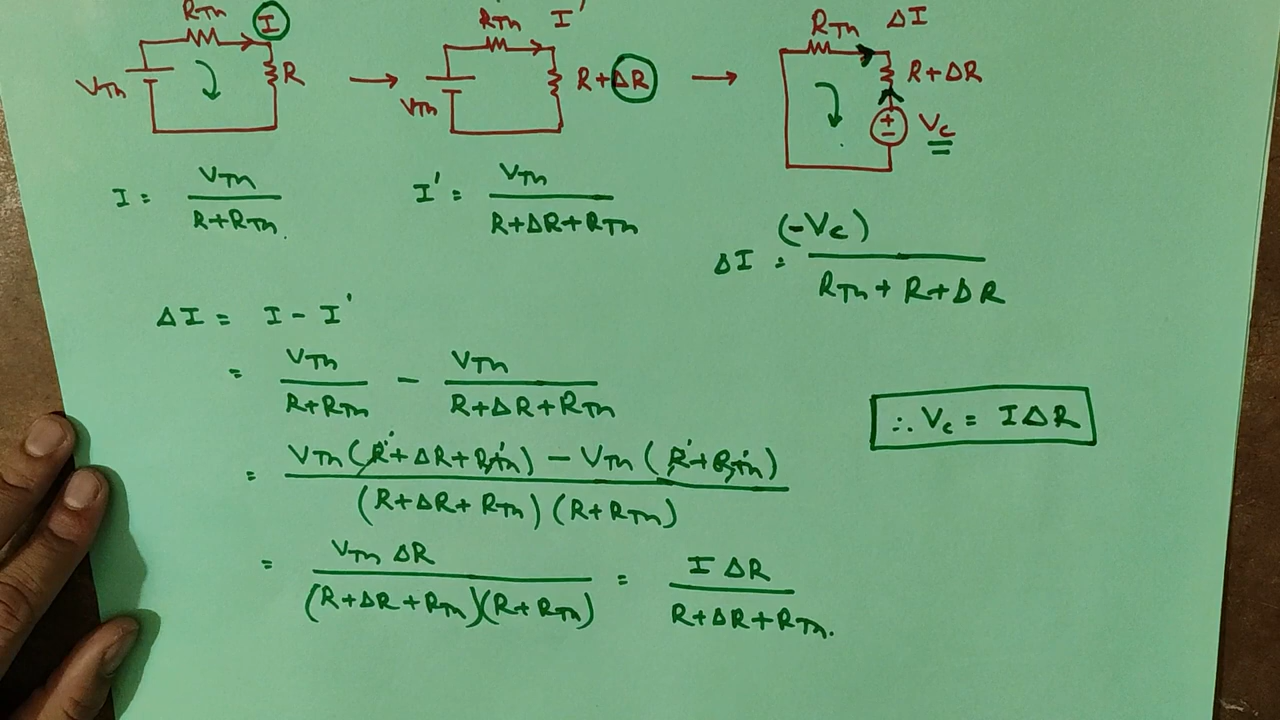 RTh I
VTh R
RTh I'
VTh R+ΔR
RTh ΔI
R+ΔR
+ − Vc
I = VTh / (R+RTh)
I' = VTh / (R+ΔR+RTh)
ΔI = (-Vc) / (RTh + R+ΔR)
ΔI = I - I'
= VTh / (R+RTh) - VTh / (R+ΔR+RTh)
= VTh (R+ΔR+RTh) - VTh (R+RTh) / (R+ΔR+RTh) (R+RTh)
= VTh ΔR / (R+ΔR+RTh)(R+RTh) = I ΔR / (R+ΔR+RTh)
∴ Vc = IΔR